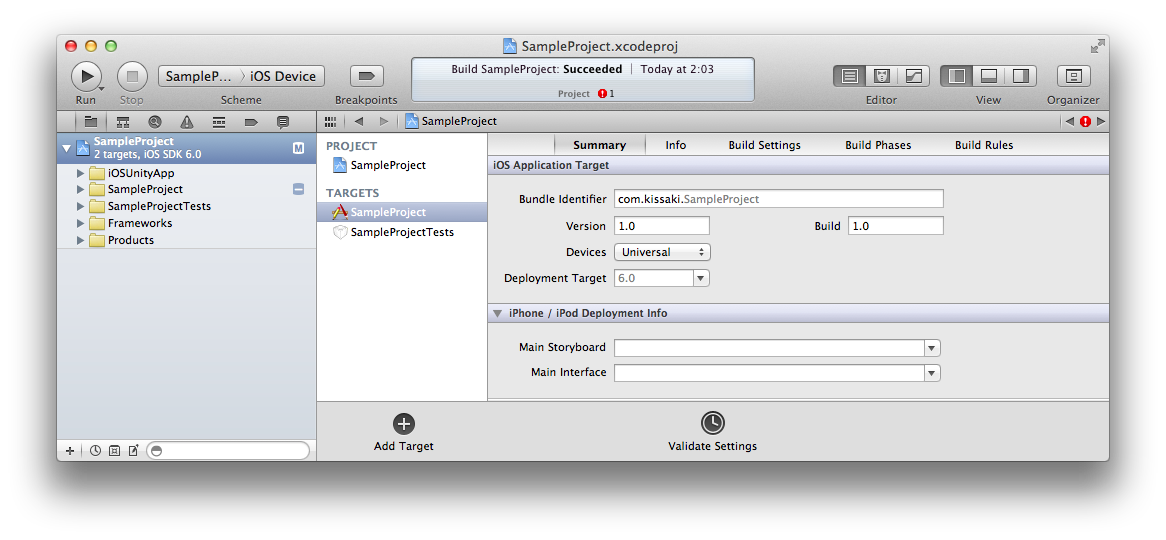 SampleProject.xcodeproj
SampleP... iOS Device
Build SampleProject: Succeeded Today at 2:03
Project 1
Run Stop Scheme Breakpoints Editor View Organizer
SampleProject
SampleProject
2 targets, iOS SDK 6.0
M
iOSUnityApp
SampleProject
SampleProjectTests
Frameworks
Products
PROJECT
SampleProject
TARGETS
SampleProject
SampleProjectTests
Summary Info Build Settings Build Phases Build Rules
iOS Application Target
Bundle Identifier com.kissaki.SampleProject
Version 1.0 Build 1.0
Devices Universal
Deployment Target 6.0
iPhone / iPod Deployment Info
Main Storyboard
Main Interface
Add Target Validate Settings